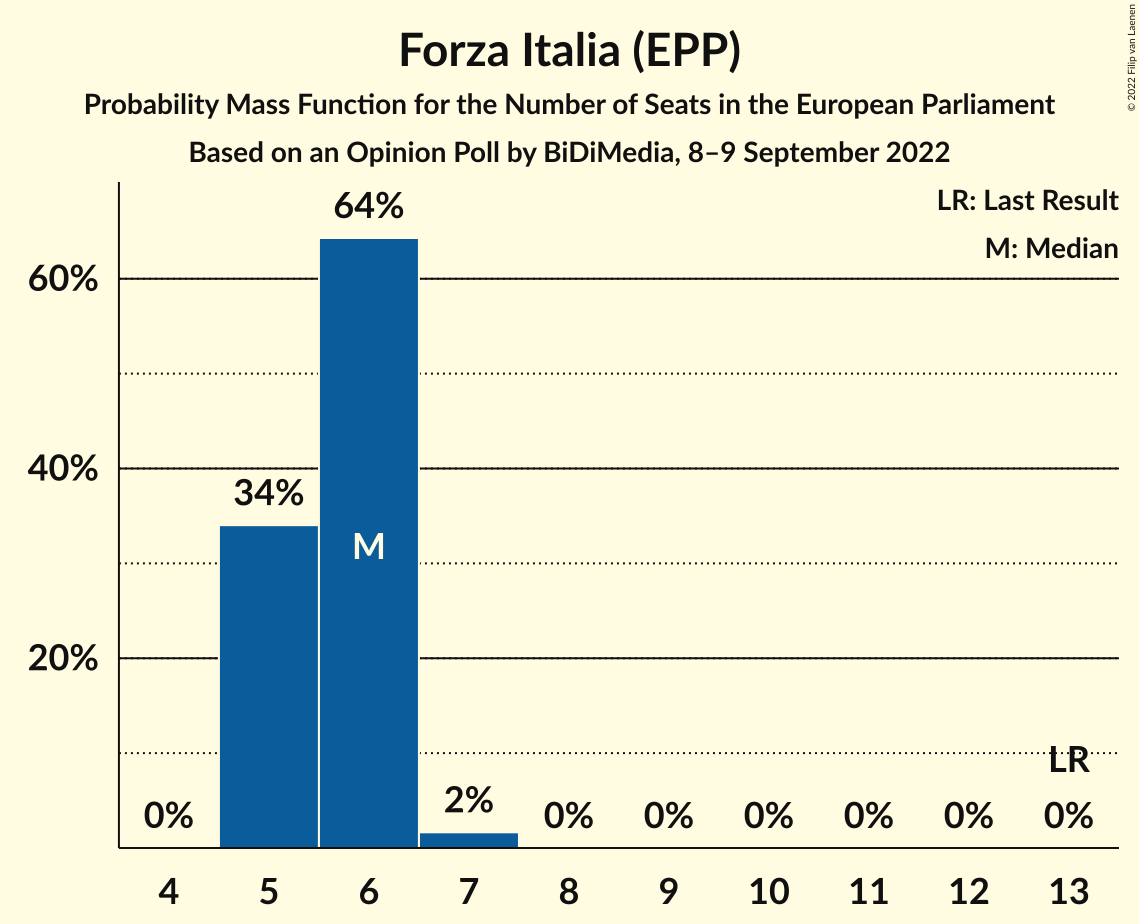 Forza Italia (EPP)
Probability Mass Function for the Number of Seats in the European Parliament
Based on an Opinion Poll by BiDiMedia, 8–9 September 2022
© 2022 Filip van Laenen
LR: Last Result
M: Median
60%
40%
20%
64%
34%
M
LR
0%
2%
0%
0%
0%
0%
0%
0%
4 5 6 7 8 9 10 11 12 13